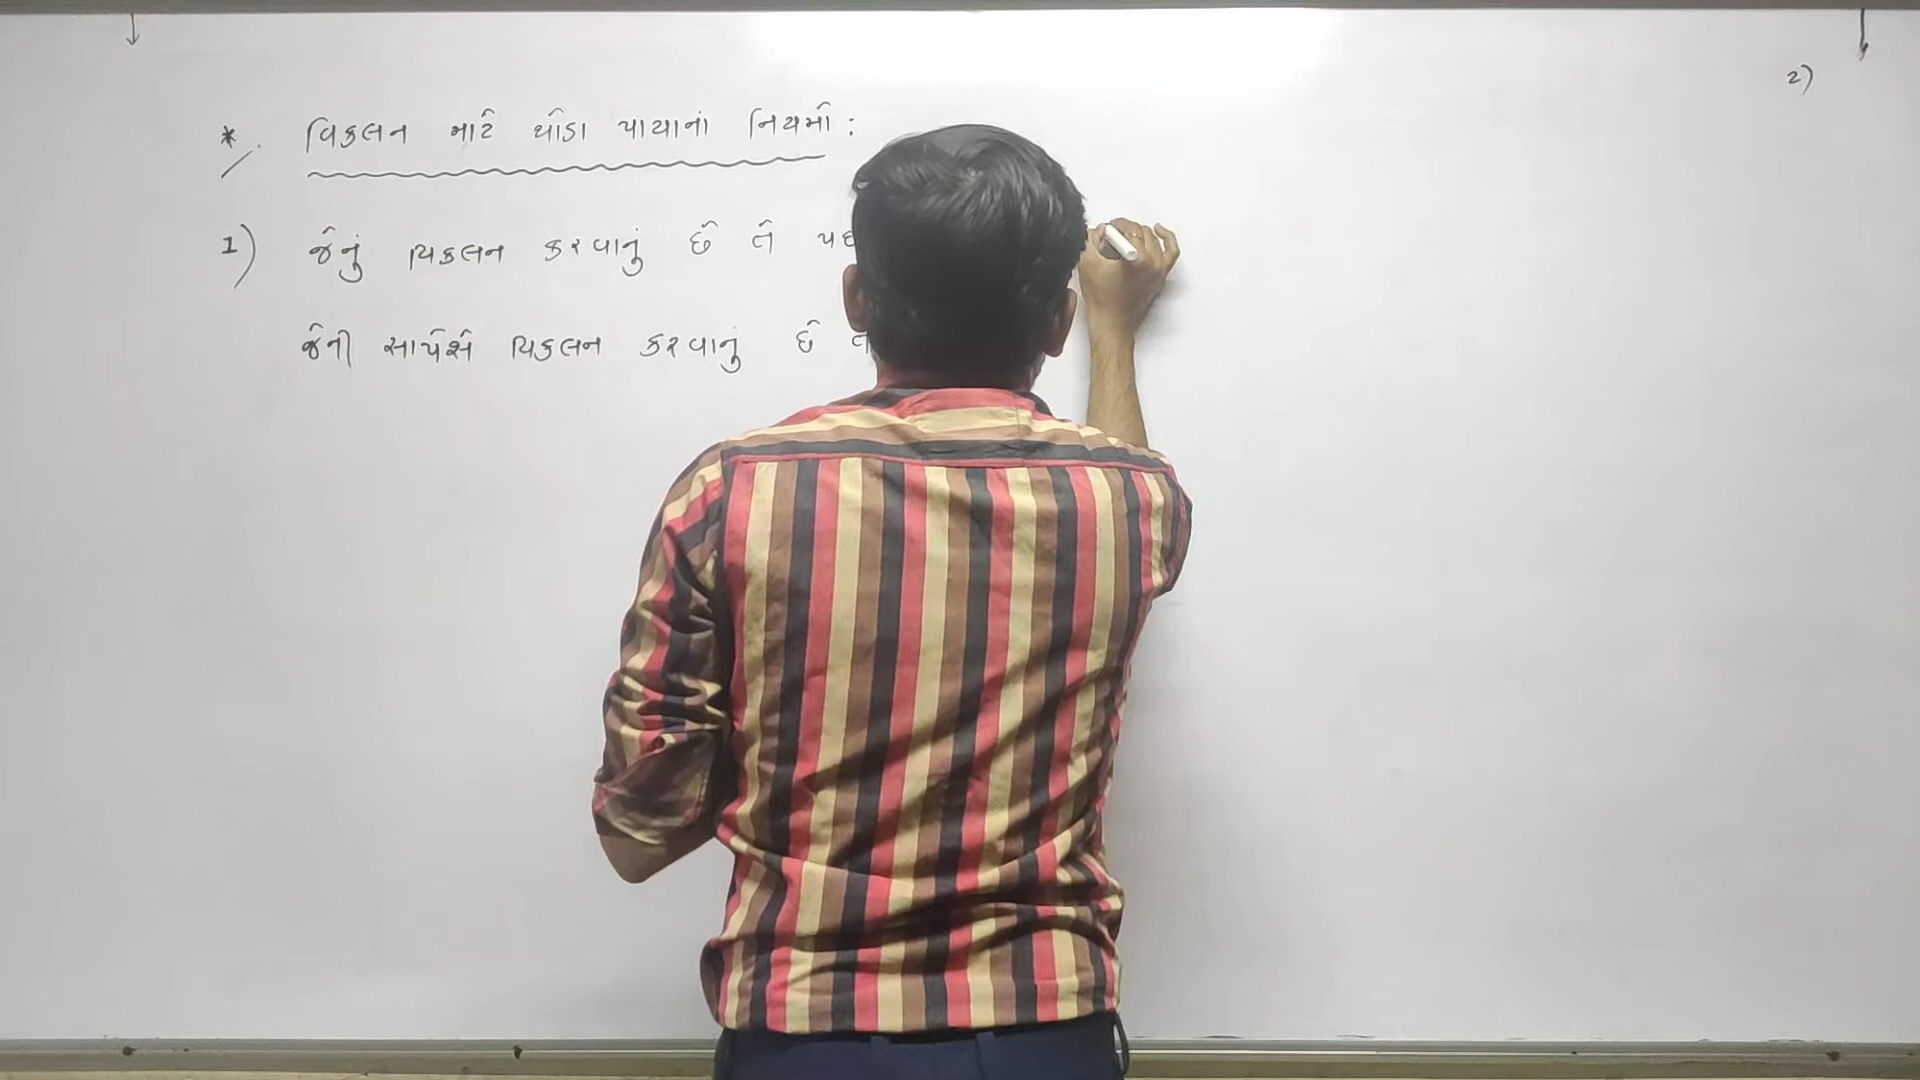 *. વિકલન માટે થોડા પાયાનાં નિયમો :
1) જેનું વિકલન કરવાનું છે તે પદ
જેની સાપેક્ષે વિકલન કરવાનું છે તે
2)